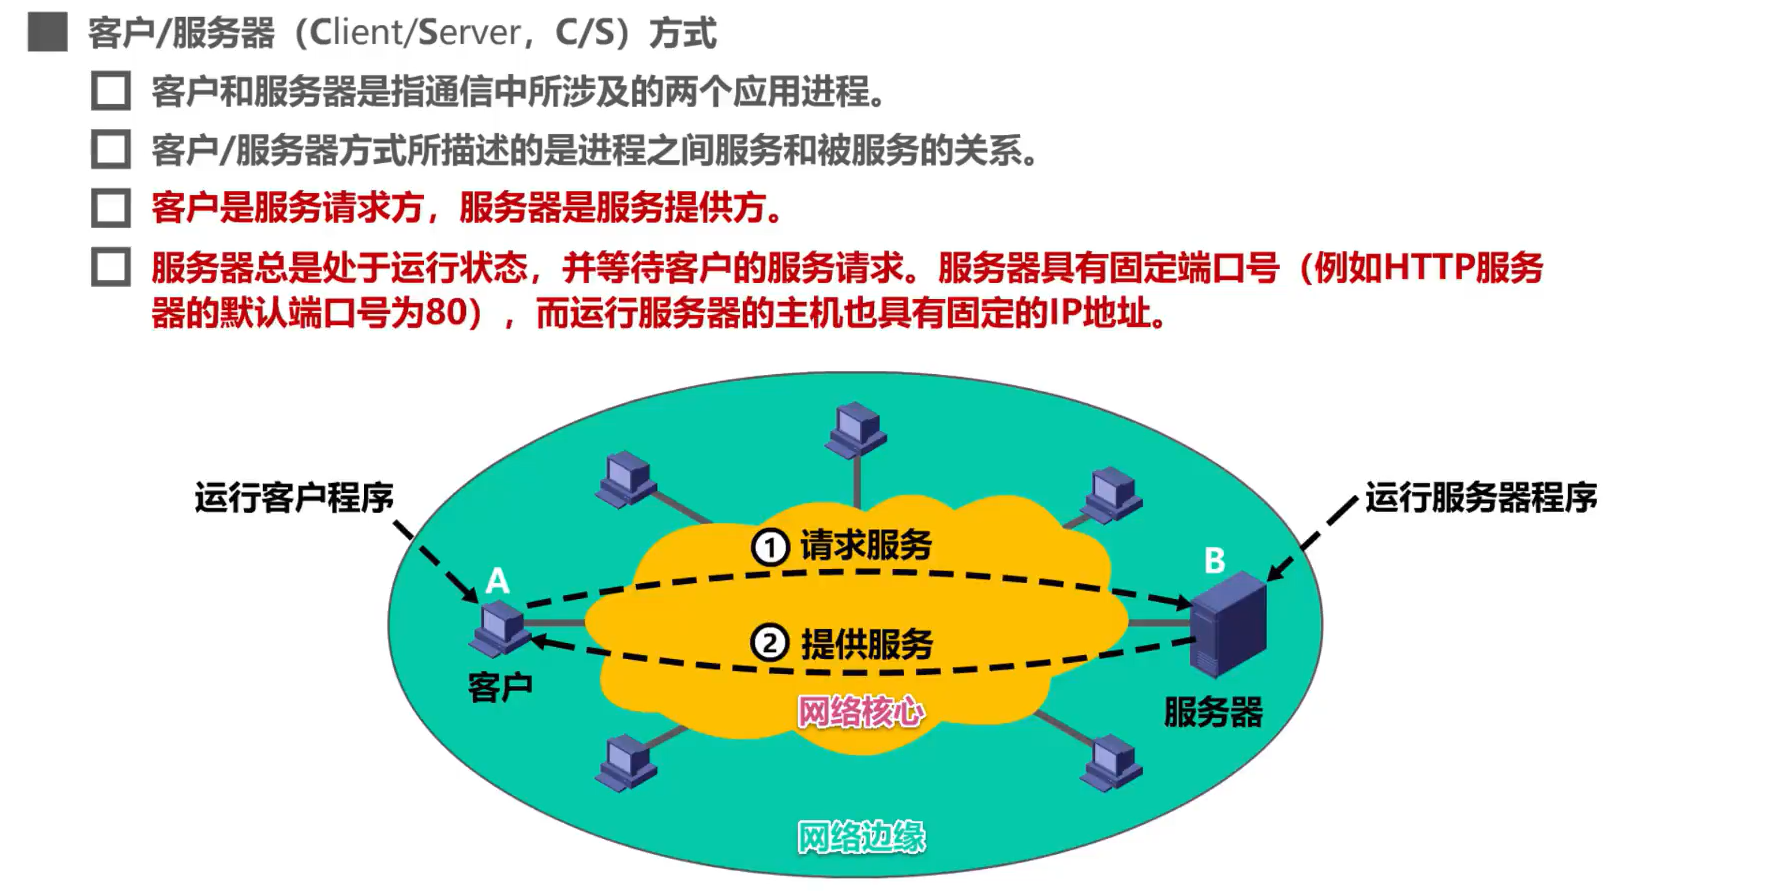 客户/服务器（Client/Server，C/S）方式
客户和服务器是指通信中所涉及的两个应用进程。
客户/服务器方式所描述的是进程之间服务和被服务的关系。
客户是服务请求方，服务器是服务提供方。
服务器总是处于运行状态，并等待客户的服务请求。服务器具有固定端口号（例如HTTP服务
器的默认端口号为80），而运行服务器的主机也具有固定的IP地址。
运行客户程序
运行服务器程序
① 请求服务
A
B
② 提供服务
客户
服务器
网络核心
网络边缘